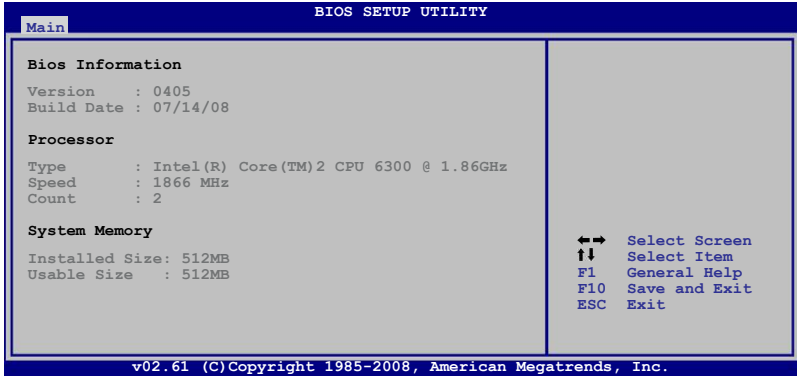 BIOS SETUP UTILITY
Main
Bios Information
Version : 0405
Build Date : 07/14/08
Processor
Type : Intel(R) Core(TM)2 CPU 6300 @ 1.86GHz
Speed : 1866 MHz
Count : 2
System Memory
Installed Size: 512MB
Usable Size : 512MB
←→ Select Screen
↑↓ Select Item
F1 General Help
F10 Save and Exit
ESC Exit
v02.61 (C)Copyright 1985-2008, American Megatrends, Inc.